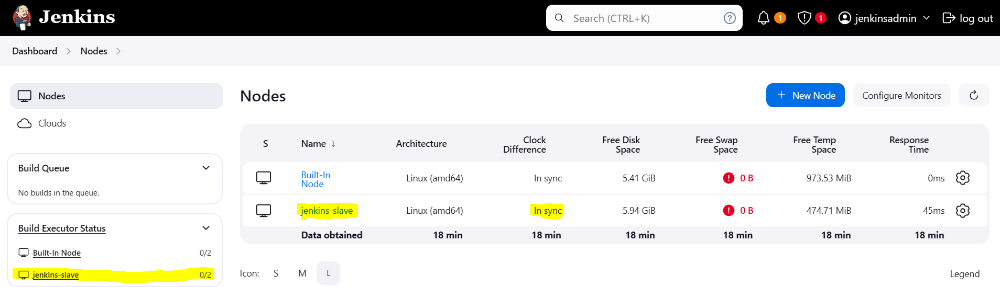 Jenkins
Search (CTRL+K)
?
1
1
jenkinsadmin
log out
Dashboard
Nodes
Nodes
Clouds
Build Queue
No builds in the queue.
Build Executor Status
Built-In Node 0/2
jenkins-slave 0/2
Nodes
+ New Node
Configure Monitors
S Name ↓ Architecture Clock Difference Free Disk Space Free Swap Space Free Temp Space Response Time
Built-In Node Linux (amd64) In sync 5.41 GiB ! 0 B 973.53 MiB 0ms
jenkins-slave Linux (amd64) In sync 5.94 GiB ! 0 B 474.71 MiB 45ms
Data obtained 18 min 18 min 18 min 18 min 18 min 18 min
Icon: S M L
Legend